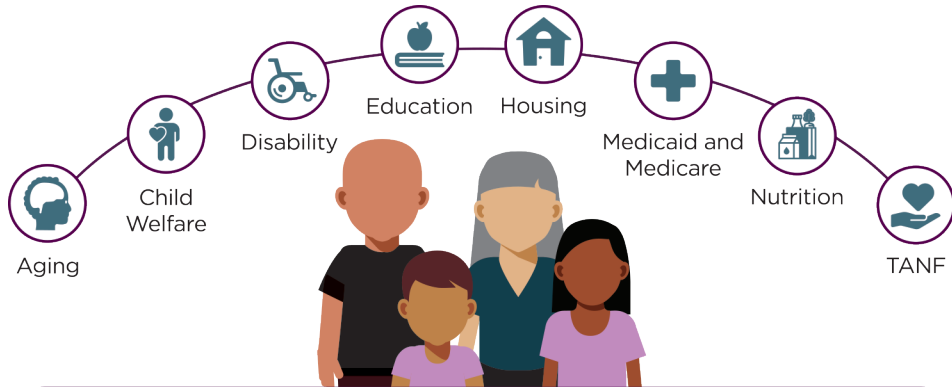 Aging
Child
Welfare
Disability
Education
Housing
Medicaid and
Medicare
Nutrition
TANF